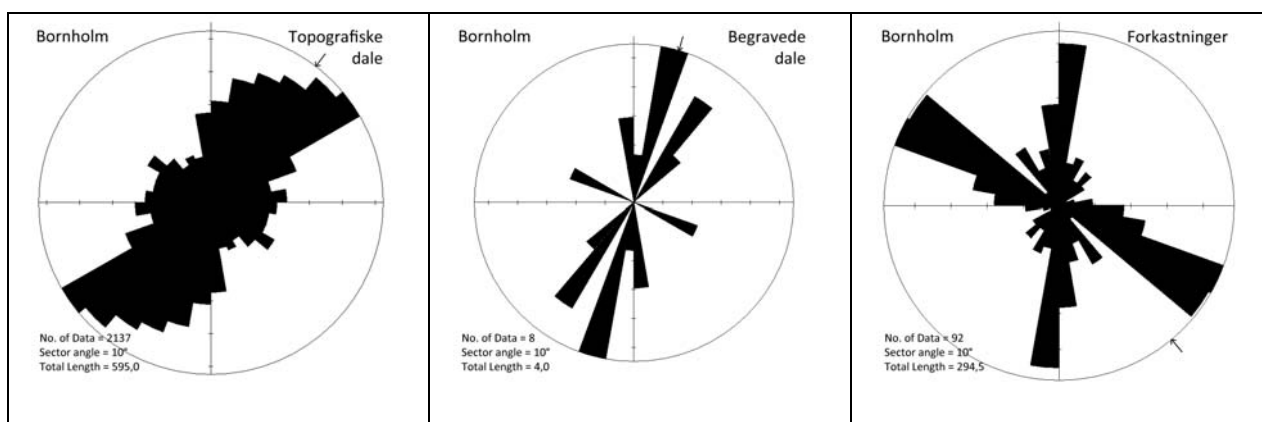 Bornholm
Topografiske
dale
No. of Data = 2137
Sector angle = 10°
Total Length = 595,0
Bornholm
Begravede
dale
No. of Data = 8
Sector angle = 10°
Total Length = 4,0
Bornholm
Forkastninger
No. of Data = 92
Sector angle = 10°
Total Length = 294,5